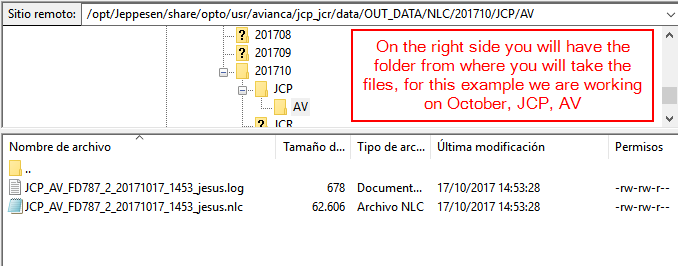 Sitio remoto: /opt/Jeppesen/share/opto/usr/avianca/jcp_jcr/data/OUT_DATA/NLC/201710/JCP/AV
201708
201709
201710
JCP
AV
JCR
On the right side you will have the
folder from where you will take the
files, for this example we are working
on October, JCP, AV
Nombre de archivo Tamaño d... Tipo de arc... Última modificación Permisos
..
JCP_AV_FD787_2_20171017_1453_jesus.log 678 Document... 17/10/2017 14:53:28 -rw-rw-r--
JCP_AV_FD787_2_20171017_1453_jesus.nlc 62.606 Archivo NLC 17/10/2017 14:53:28 -rw-rw-r--